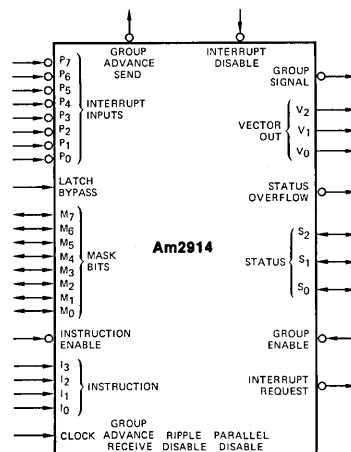 GROUP ADVANCE SEND
INTERRUPT DISABLE
P7
P6
P5
P4
P3
P2
P1
P0
INTERRUPT INPUTS
GROUP SIGNAL
V2
V1
V0
VECTOR OUT
LATCH BYPASS
STATUS OVERFLOW
M7
M6
M5
M4
M3
M2
M1
M0
MASK BITS
Am2914
S2
S1
S0
STATUS
INSTRUCTION ENABLE
GROUP ENABLE
I3
I2
I1
I0
INSTRUCTION
INTERRUPT REQUEST
CLOCK
GROUP ADVANCE RECEIVE
RIPPLE DISABLE
PARALLEL DISABLE